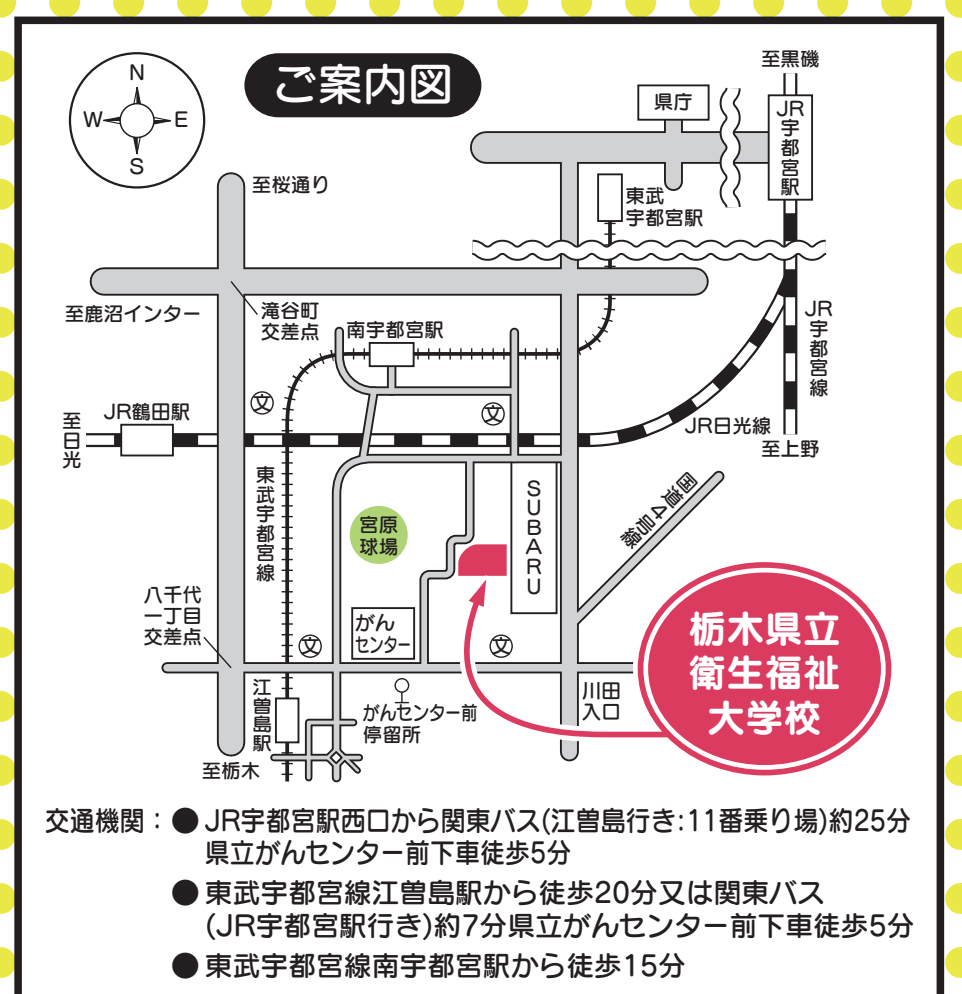 ご案内図
N
W
E
S
至黒磯
県庁
JR宇都宮駅
至桜通り
東武
宇都宮駅
至鹿沼インター
滝谷町
交差点
南宇都宮駅
JR宇都宮線
文
文
JR鶴田駅
至日光
JR日光線
至上野
東武宇都宮線
宮原
球場
SUBARU
国道4号線
八千代
一丁目
交差点
がん
センター
文
文
栃木県立
衛生福祉
大学校
江曽島駅
がんセンター前
停留所
川田
入口
至栃木
交通機関：● JR宇都宮駅西口から関東バス(江曽島行き:11番乗り場)約25分
県立がんセンター前下車徒歩5分
● 東武宇都宮線江曽島駅から徒歩20分又は関東バス
(JR宇都宮駅行き)約7分県立がんセンター前下車徒歩5分
● 東武宇都宮線南宇都宮駅から徒歩15分